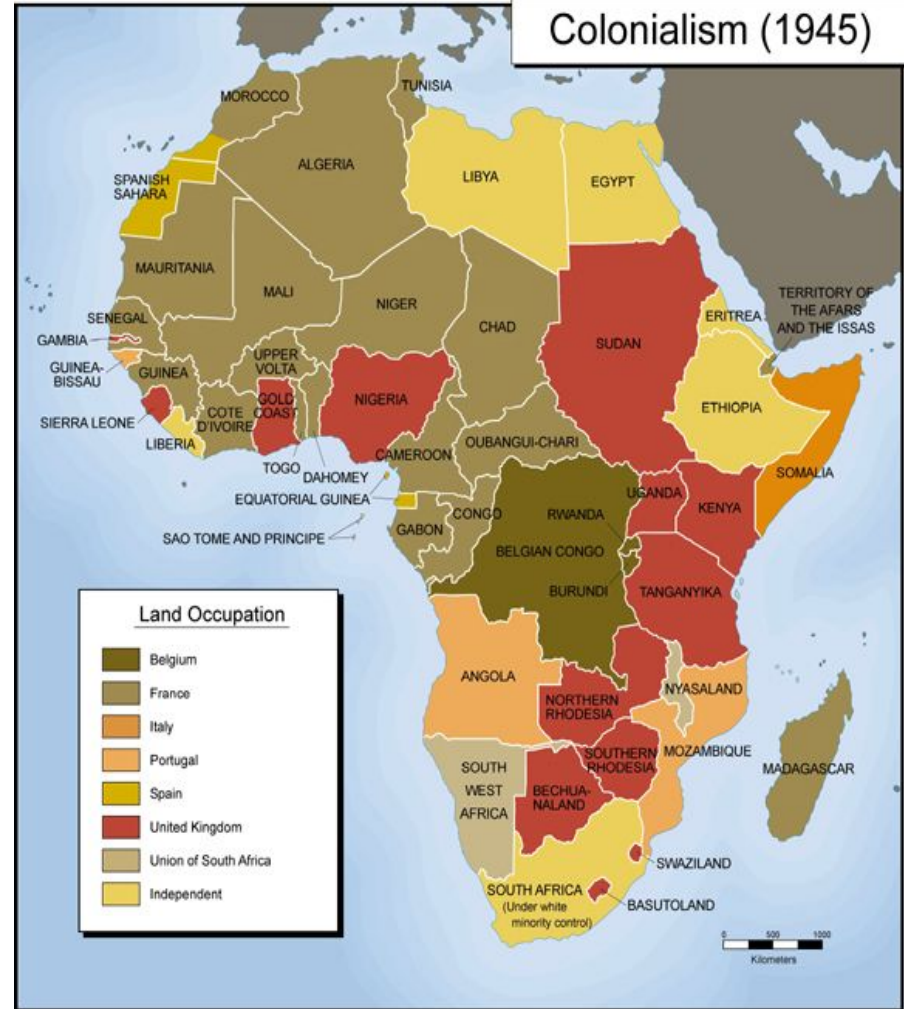 Colonialism (1945)
MOROCCO
TUNISIA
ALGERIA
LIBYA
EGYPT
SPANISH
SAHARA
MAURITANIA
MALI
NIGER
CHAD
SUDAN
ERITREA
TERRITORY OF
THE AFARS
AND THE ISSAS
SENEGAL
GAMBIA
GUINEA-
BISSAU
GUINEA
SIERRA LEONE
LIBERIA
COTE
D'IVOIRE
UPPER
VOLTA
GOLD
COAST
TOGO
DAHOMEY
NIGERIA
CAMEROON
EQUATORIAL GUINEA
SAO TOME AND PRINCIPE
OUBANGUI-CHARI
ETHIOPIA
SOMALIA
GABON
CONGO
BELGIAN CONGO
RWANDA
BURUNDI
UGANDA
KENYA
TANGANYIKA
ANGOLA
NORTHERN
RHODESIA
NYASALAND
MOZAMBIQUE
SOUTHERN
RHODESIA
SOUTH
WEST
AFRICA
BECHUA-
NALAND
MADAGASCAR
SWAZILAND
BASUTOLAND
SOUTH AFRICA
(Under white
minority control)
Land Occupation
Belgium
France
Italy
Portugal
Spain
United Kingdom
Union of South Africa
Independent
0 500 1000
Kilometers